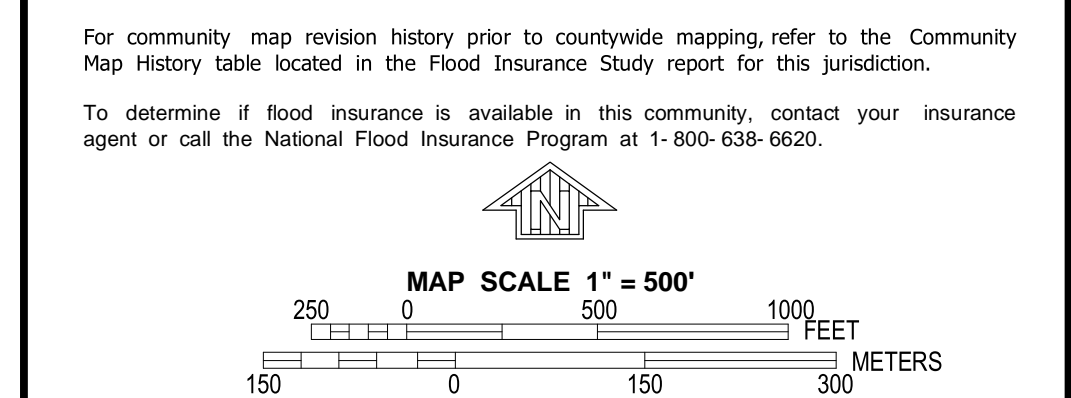 For community map revision history prior to countywide mapping, refer to the Community
Map History table located in the Flood Insurance Study report for this jurisdiction.
To determine if flood insurance is available in this community, contact your insurance
agent or call the National Flood Insurance Program at 1- 800- 638- 6620.
N
MAP SCALE 1" = 500'
250 0 500 1000
FEET
METERS
150 0 150 300